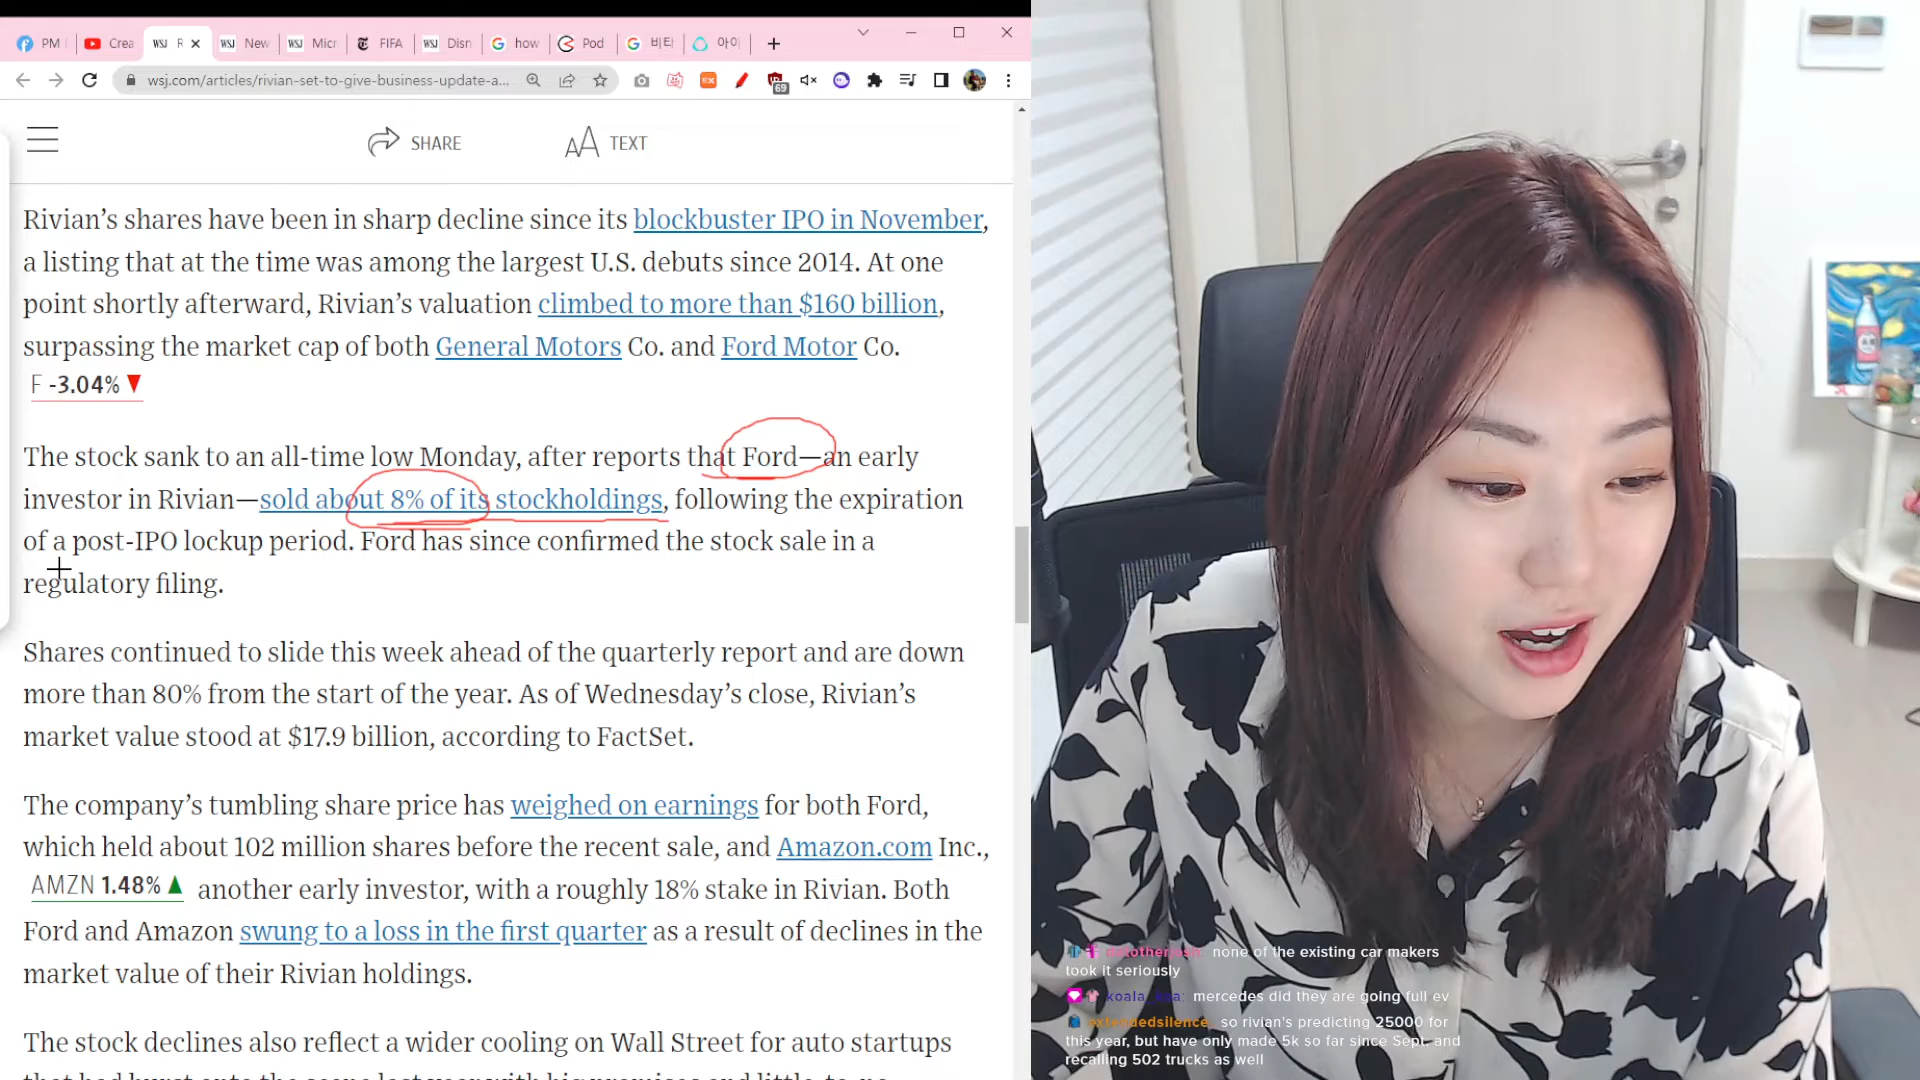 PM
Crea
WSJ R
WSJ New
WSJ Micr
FIFA
WSJ Disn
how
Pod
비타
아이
wsj.com/articles/rivian-set-to-give-business-update-a...
69
SHARE
TEXT
Rivian’s shares have been in sharp decline since its blockbuster IPO in November,
a listing that at the time was among the largest U.S. debuts since 2014. At one
point shortly afterward, Rivian’s valuation climbed to more than $160 billion,
surpassing the market cap of both General Motors Co. and Ford Motor Co.
F -3.04% ▼
The stock sank to an all-time low Monday, after reports that Ford—an early
investor in Rivian—sold about 8% of its stockholdings, following the expiration
of a post-IPO lockup period. Ford has since confirmed the stock sale in a
regulatory filing.
Shares continued to slide this week ahead of the quarterly report and are down
more than 80% from the start of the year. As of Wednesday’s close, Rivian’s
market value stood at $17.9 billion, according to FactSet.
The company’s tumbling share price has weighed on earnings for both Ford,
which held about 102 million shares before the recent sale, and Amazon.com Inc.,
AMZN 1.48% ▲ another early investor, with a roughly 18% stake in Rivian. Both
Ford and Amazon swung to a loss in the first quarter as a result of declines in the
market value of their Rivian holdings.
The stock declines also reflect a wider cooling on Wall Street for auto startups
none of the existing car makers
took it seriously
mercedes did they are going full ev
extendedsilence: so rivian's predicting 25000 for
this year, but have only made 5k so far since Sept. and
recalling 502 trucks as well